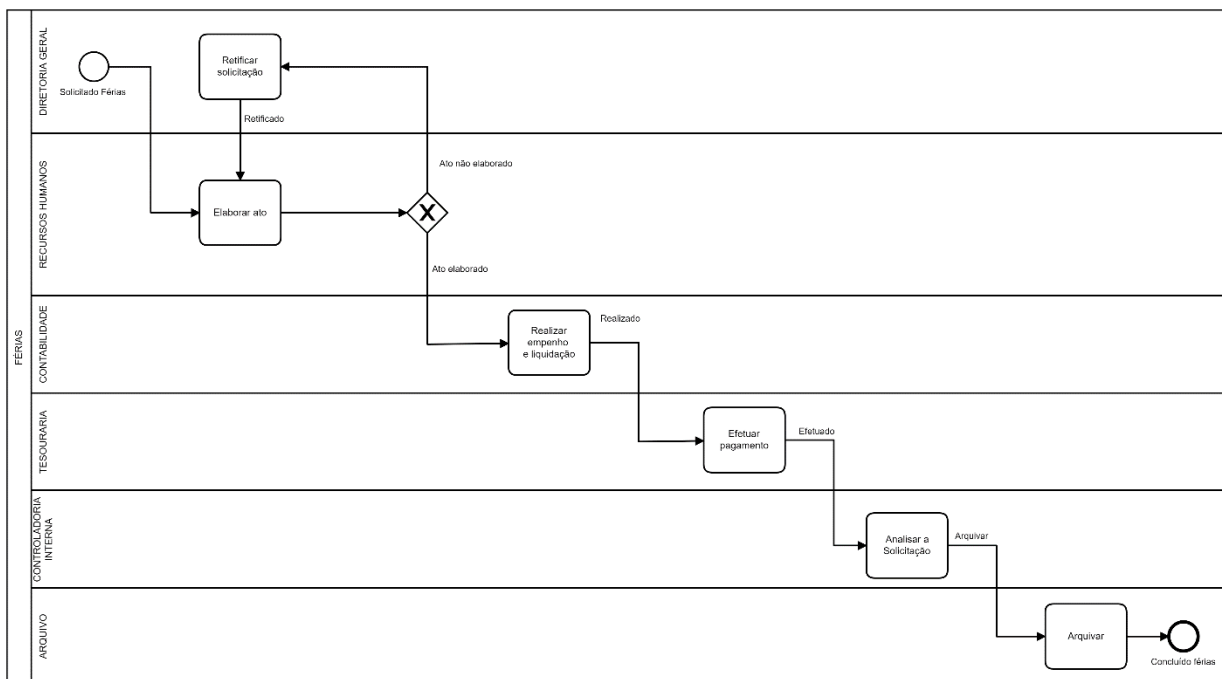 FÉRIAS
DIRETORIA GERAL
Solicitado Férias
Retificar
solicitação
Retificado
RECURSOS HUMANOS
Elaborar ato
Ato não elaborado
Ato elaborado
CONTABILIDADE
Realizar
empenho
e liquidação
Realizado
TESOURARIA
Efetuar
pagamento
Efetuado
CONTROLADORIA
INTERNA
Analisar a
Solicitação
Arquivar
ARQUIVO
Arquivar
Concluído férias